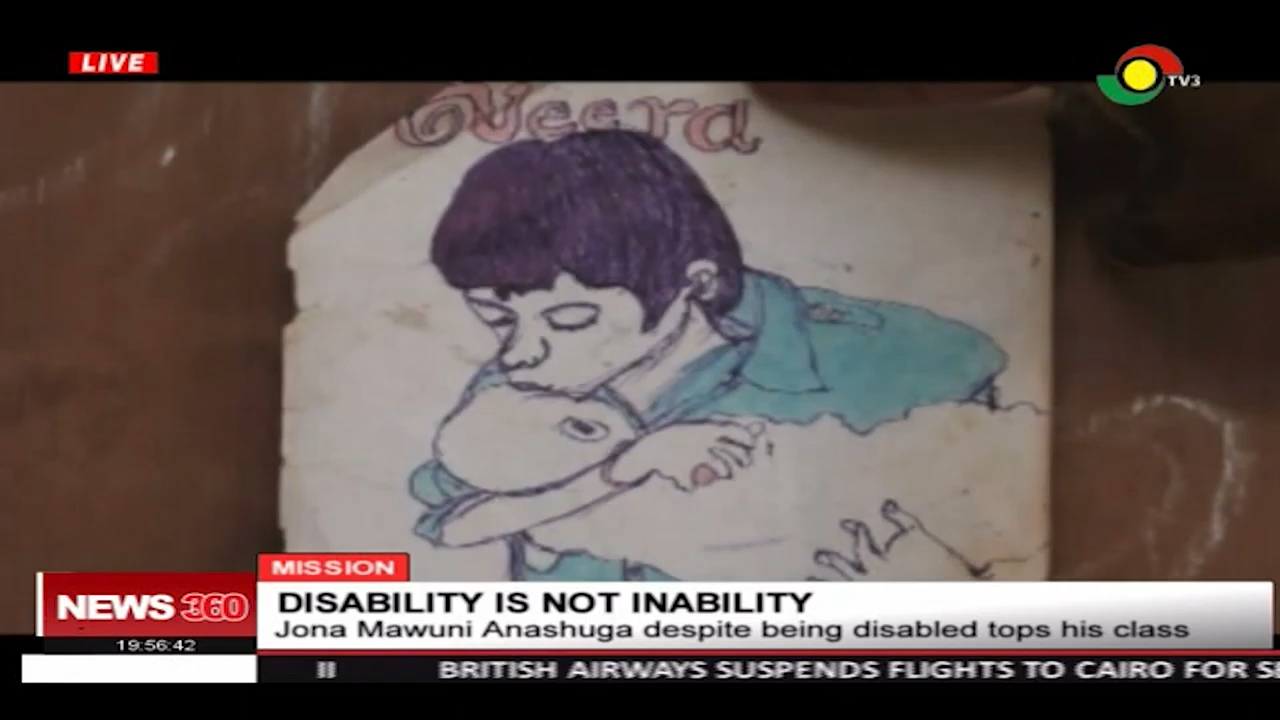 LIVE
TV3
Veera
MISSION
NEWS 360
DISABILITY IS NOT INABILITY
Jona Mawuni Anashuga despite being disabled tops his class
19:56:42
BRITISH AIRWAYS SUSPENDS FLIGHTS TO CAIRO FOR SE